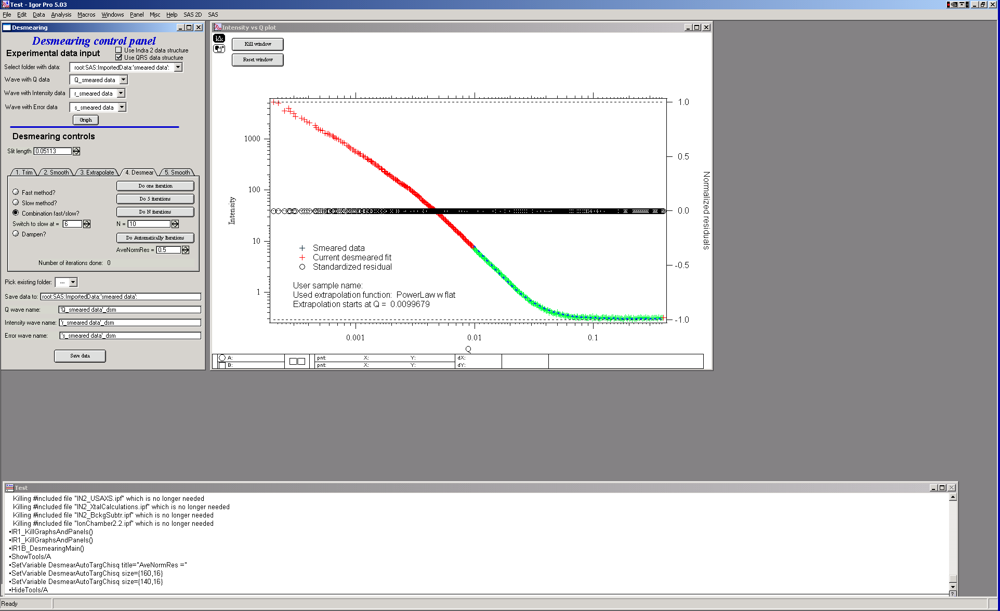 Test - Igor Pro 5.03
File Edit Data Analysis Macros Windows Panel Misc Help SAS 2D SAS
Desmearing
Desmearing control panel
Experimental data input
Use Indra 2 data structure
Use QRS data structure
Select folder with data: root:SAS:ImportedData:'smeared data':
Wave with Q data Q_smeared data
Wave with Intensity data r_smeared data
Wave with Error data s_smeared data
Graph
Desmearing controls
Slit length 0.05113
1. Trim 2. Smooth 3. Extrapolate 4. Desmear 5. Smooth
Do one iteration
Fast method?
Do 5 iterations
Slow method?
Do N iterations
Combination fast/slow?
Switch to slow at = 6 N = 10
Dampen?
Do Automatically Iterations
AveNormRes = 0.5
Number of iterations done: 0
Pick existing folder: ---
Save data to: root:SAS:ImportedData:'smeared data':
Q wave name: 'Q_smeared data'_dsm
Intensity wave name: 'r_smeared data'_dsm
Error wave name: 's_smeared data'_dsm
Save data
Intensity vs Q plot
Kill window
Reset window
1000
100
10
1
Intensity
1.0
0.5
0.0
-0.5
-1.0
Normalized residuals
Smeared data
Current desmeared fit
Standardized residual
User sample name:
Used extrapolation function: PowerLaw w flat
Extrapolation starts at Q = 0.0099679
0.001 0.01 0.1
Q
A: pnt: X: Y: dX:
B: pnt: X: Y: dY:
Test
Killing #included file "IN2_USAXS.ipf" which is no longer needed
Killing #included file "IN2_XtalCalculations.ipf" which is no longer needed
Killing #included file "IN2_BckgSubtr.ipf" which is no longer needed
Killing #included file "IonChamber2.2.ipf" which is no longer needed
•IR1_KillGraphsAndPanels()
•IR1_KillGraphsAndPanels()
•IR1B_DesmearingMain()
•ShowTools/A
•SetVariable DesmearAutoTargChisq title="AveNormRes ="
•SetVariable DesmearAutoTargChisq size={160,16}
•SetVariable DesmearAutoTargChisq size={140,16}
•HideTools/A
?
Ready